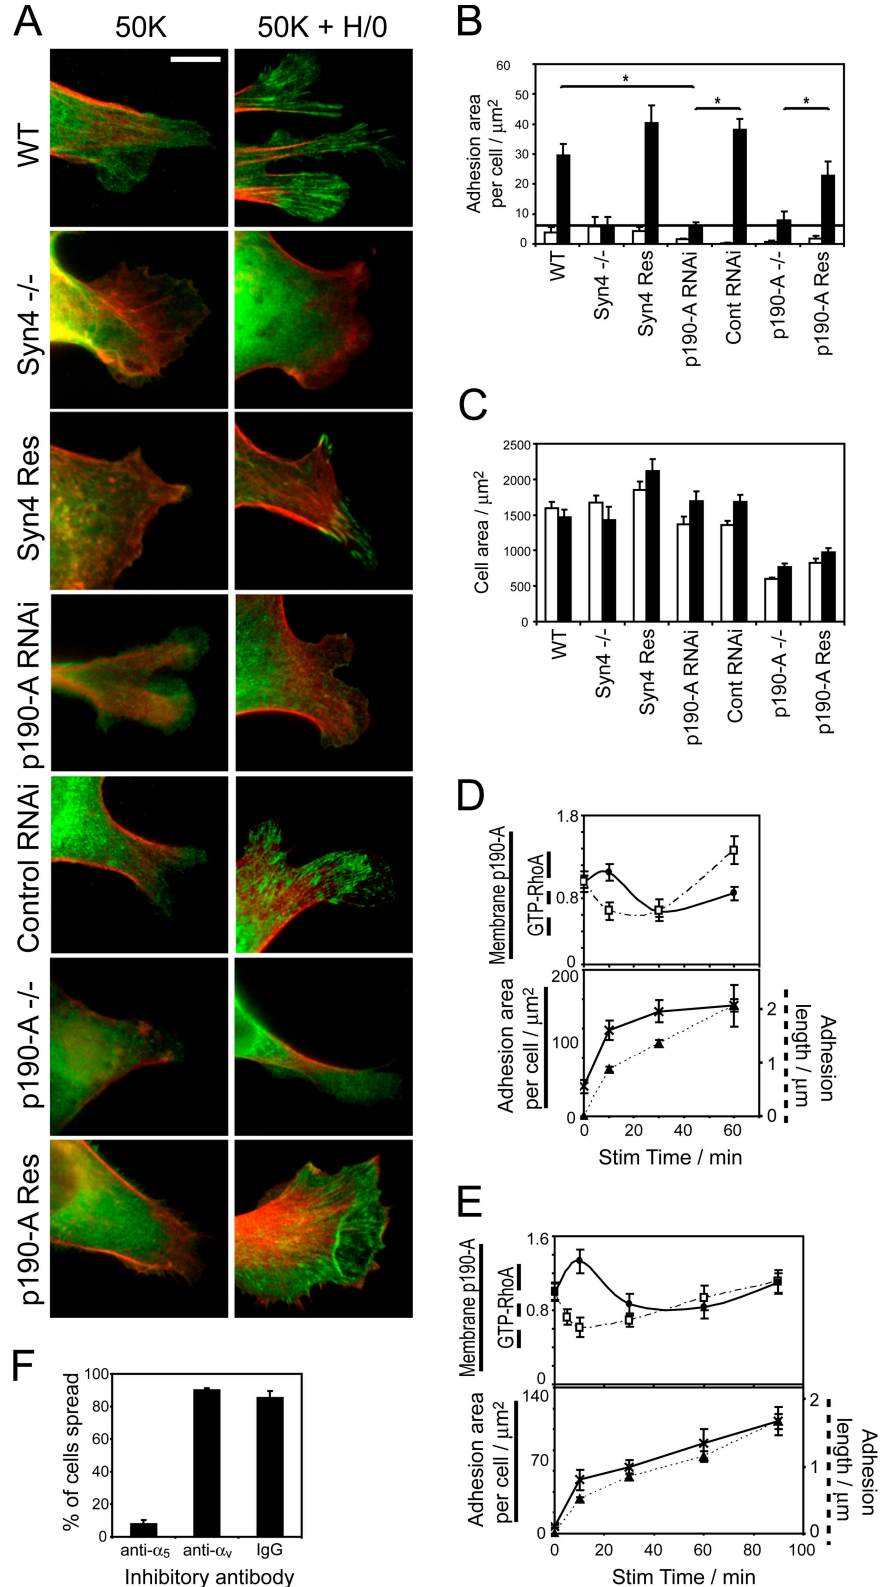 A
50K
50K + H/0
WT
Syn4 -/-
Syn4 Res
p190-A RNAi
Control RNAi
p190-A -/-
p190-A Res
B
Adhesion area
per cell / µm2
60
50
40
30
20
10
0
*
*
*
WT
Syn4 -/-
Syn4 Res
p190-A RNAi
Cont RNAi
p190-A -/-
p190-A Res
C
Cell area / µm2
2500
2000
1500
1000
500
0
WT
Syn4 -/-
Syn4 Res
p190-A RNAi
Cont RNAi
p190-A -/-
p190-A Res
D
Membrane p190-A
GTP-RhoA
1.8
0.8
0
Adhesion area
per cell / µm2
200
100
0
2
1
0
Adhesion
length / µm
0 20 40 60
Stim Time / min
E
Membrane p190-A
GTP-RhoA
1.6
0.8
0
Adhesion area
per cell / µm2
140
70
0
2
1
0
Adhesion
length / µm
0 20 40 60 80 100
Stim Time / min
F
% of cells spread
100
80
60
40
20
0
anti-α5 anti-αv IgG
Inhibitory antibody